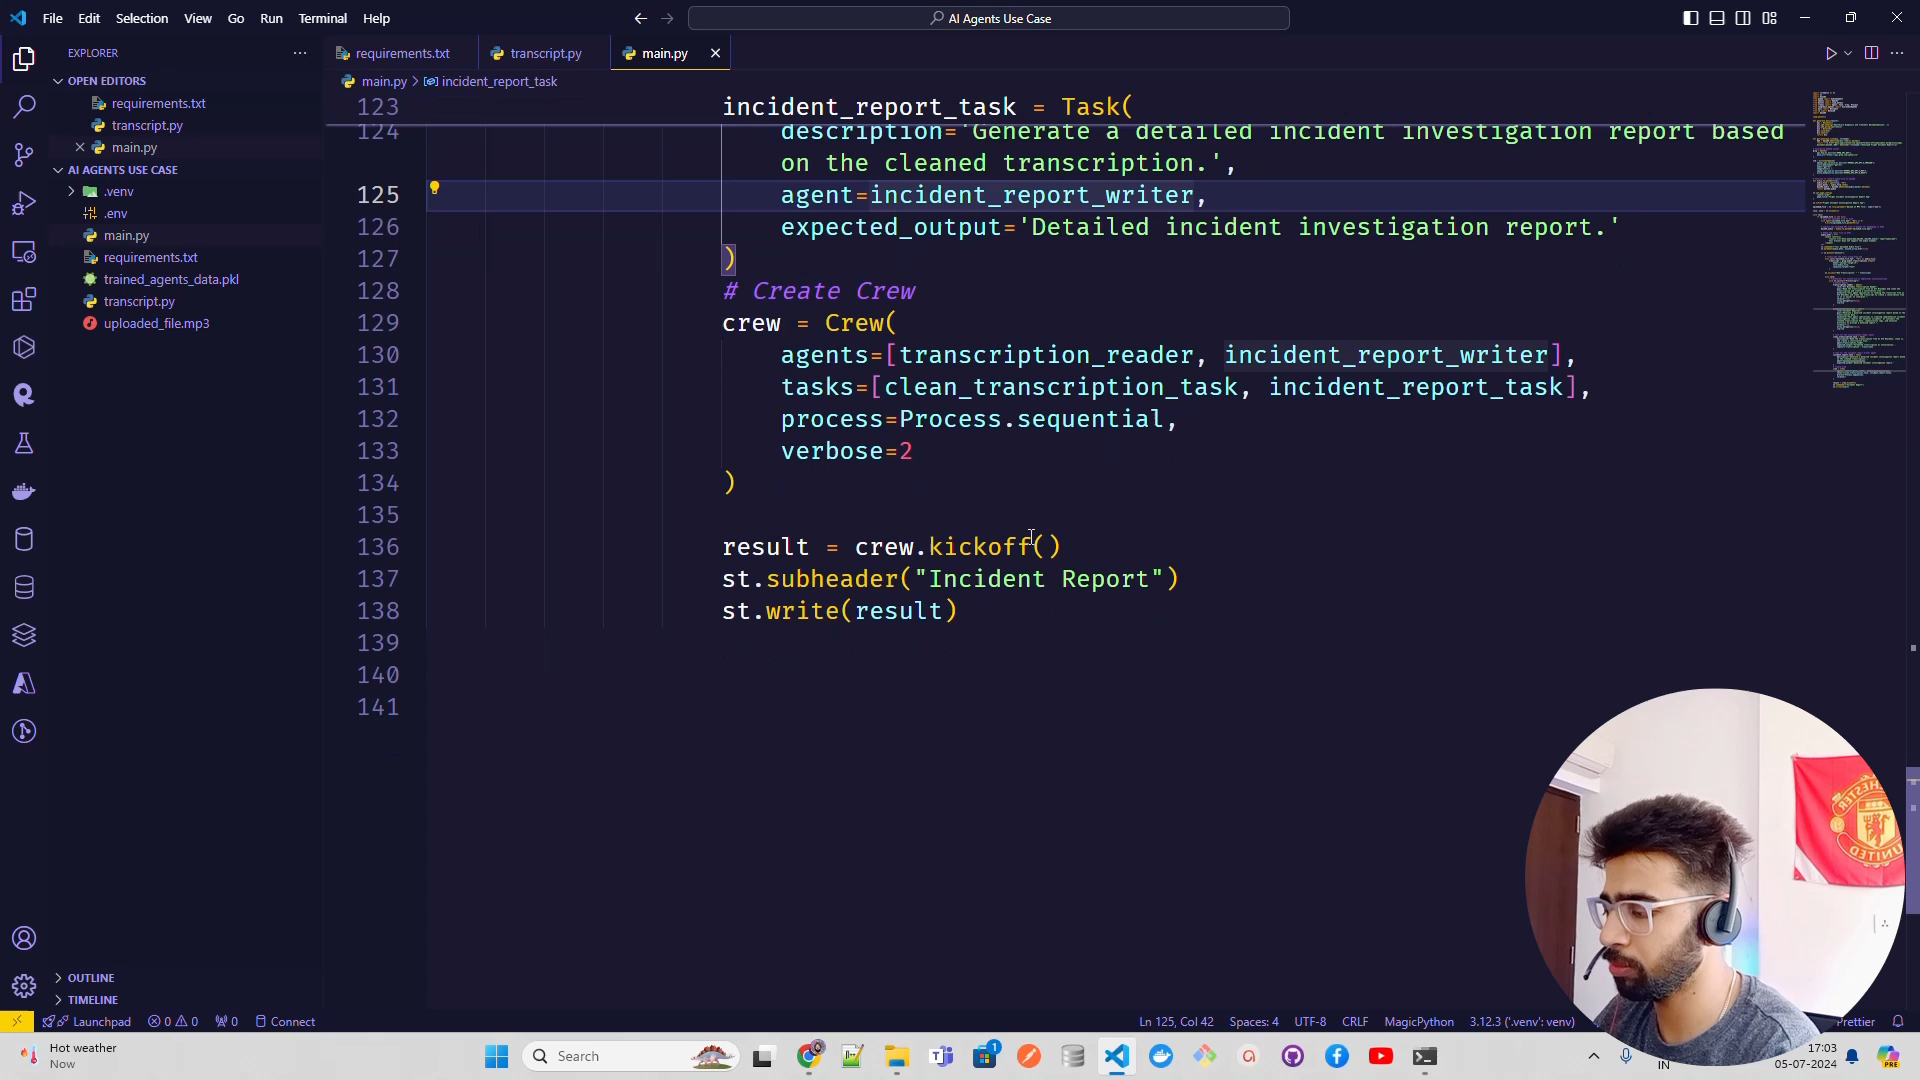 File Edit Selection View Go Run Terminal Help
AI Agents Use Case
EXPLORER
OPEN EDITORS
requirements.txt
transcript.py
main.py
AI AGENTS USE CASE
.venv
.env
main.py
requirements.txt
trained_agents_data.pkl
transcript.py
uploaded_file.mp3
OUTLINE
TIMELINE
requirements.txt transcript.py main.py
main.py > incident_report_task
123 incident_report_task = Task(
124 description='Generate a detailed incident investigation report based
on the cleaned transcription.',
125 agent=incident_report_writer,
126 expected_output='Detailed incident investigation report.'
127 )
128 # Create Crew
129 crew = Crew(
130 agents=[transcription_reader, incident_report_writer],
131 tasks=[clean_transcription_task, incident_report_task],
132 process=Process.sequential,
133 verbose=2
134 )
135
136 result = crew.kickoff()
137 st.subheader("Incident Report")
138 st.write(result)
139
140
141
Launchpad 0 0 0 Connect
Ln 125, Col 42 Spaces: 4 UTF-8 CRLF MagicPython 3.12.3 ('.venv': venv) Prettier
Hot weather
Now
Search
1
IN
17:03
05-07-2024
PRE